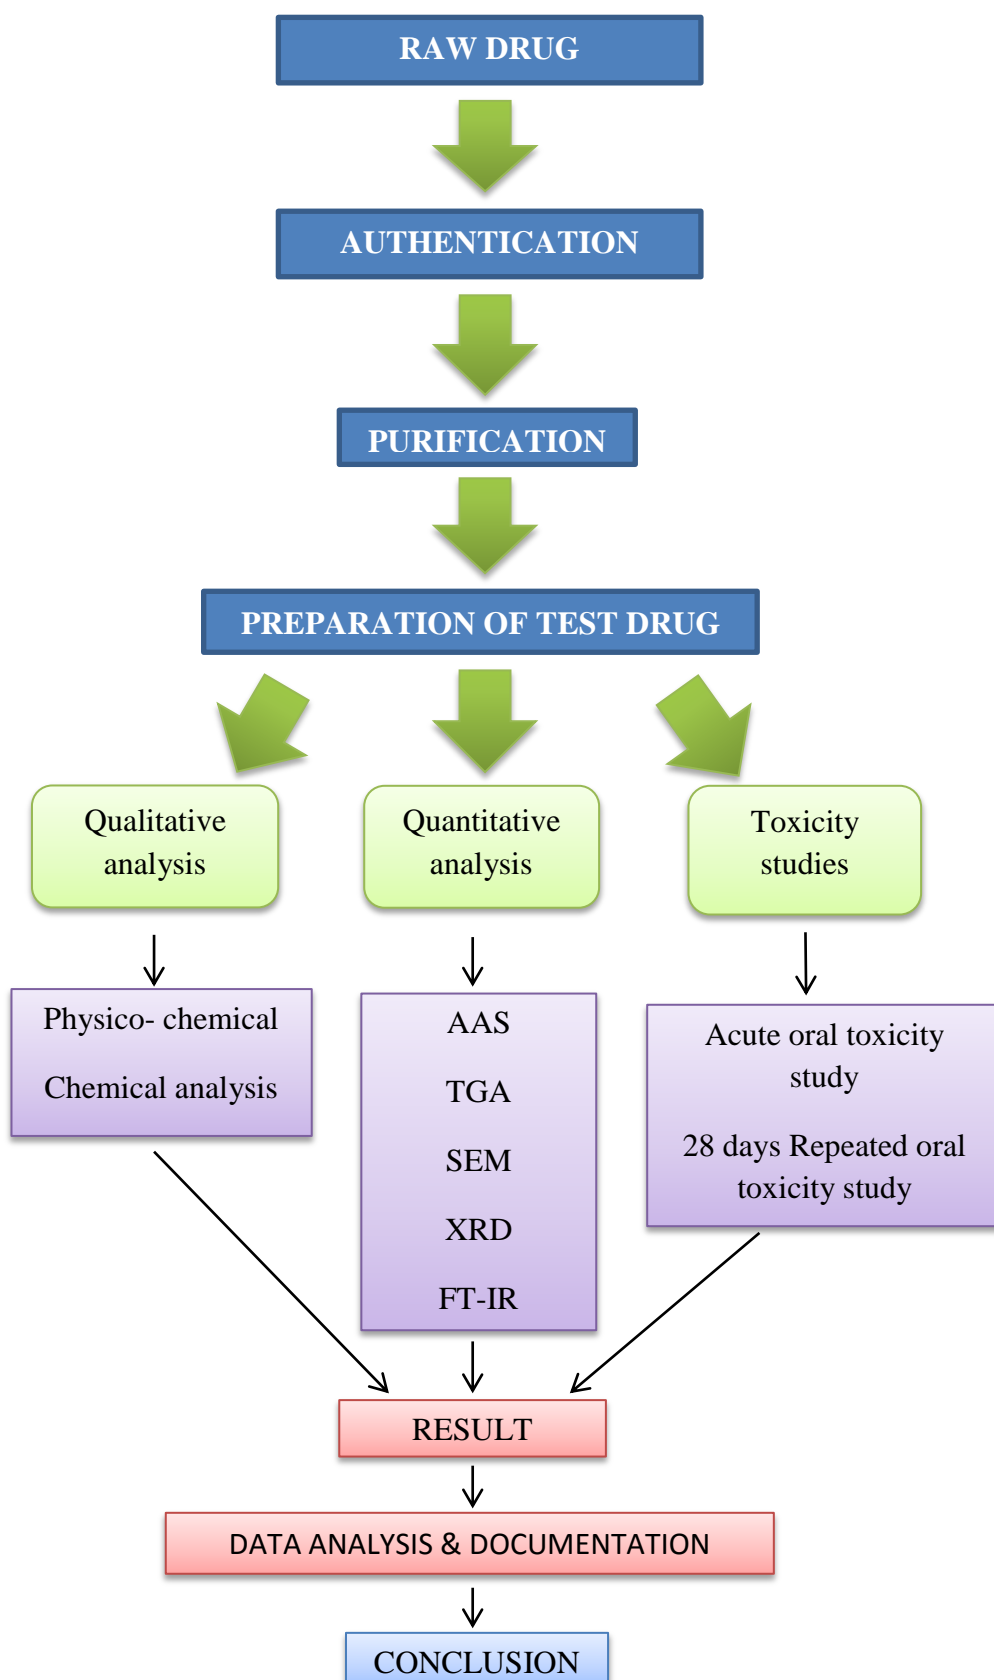 RAW DRUG
AUTHENTICATION
PURIFICATION
PREPARATION OF TEST DRUG
Qualitative
analysis
Quantitative
analysis
Toxicity
studies
Physico- chemical
Chemical analysis
AAS
TGA
SEM
XRD
FT-IR
Acute oral toxicity
study
28 days Repeated oral
toxicity study
RESULT
DATA ANALYSIS & DOCUMENTATION
CONCLUSION